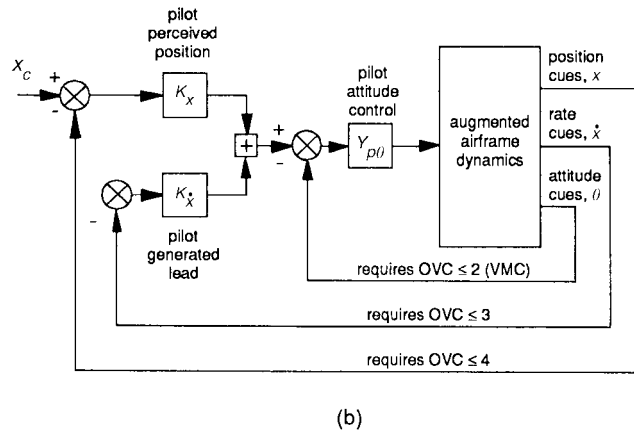 pilot
perceived
position
X_c
+
-
K_x
pilot
attitude
control
+
-
+
Y_pθ
augmented
airframe
dynamics
position
cues, x
rate
cues, ẋ
attitude
cues, θ
-
K_ẋ
pilot
generated
lead
requires OVC ≤ 2 (VMC)
requires OVC ≤ 3
requires OVC ≤ 4
(b)